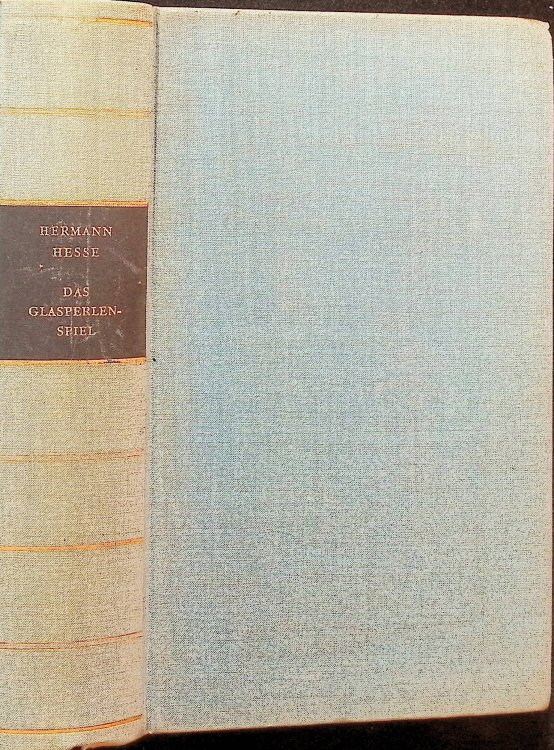 HERMANN
HESSE
DAS
GLASPERLEN-
SPIEL